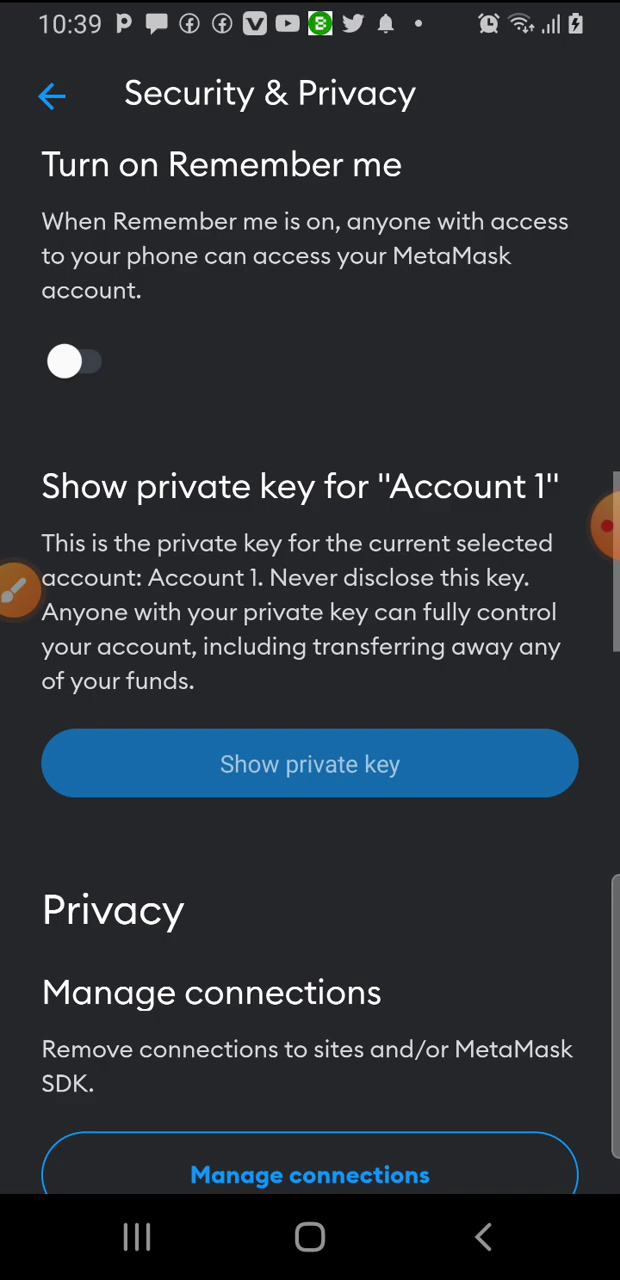 10:39
Security & Privacy
Turn on Remember me
When Remember me is on, anyone with access
to your phone can access your MetaMask
account.
Show private key for "Account 1"
This is the private key for the current selected
account: Account 1. Never disclose this key.
Anyone with your private key can fully control
your account, including transferring away any
of your funds.
Show private key
Privacy
Manage connections
Remove connections to sites and/or MetaMask
SDK.
Manage connections